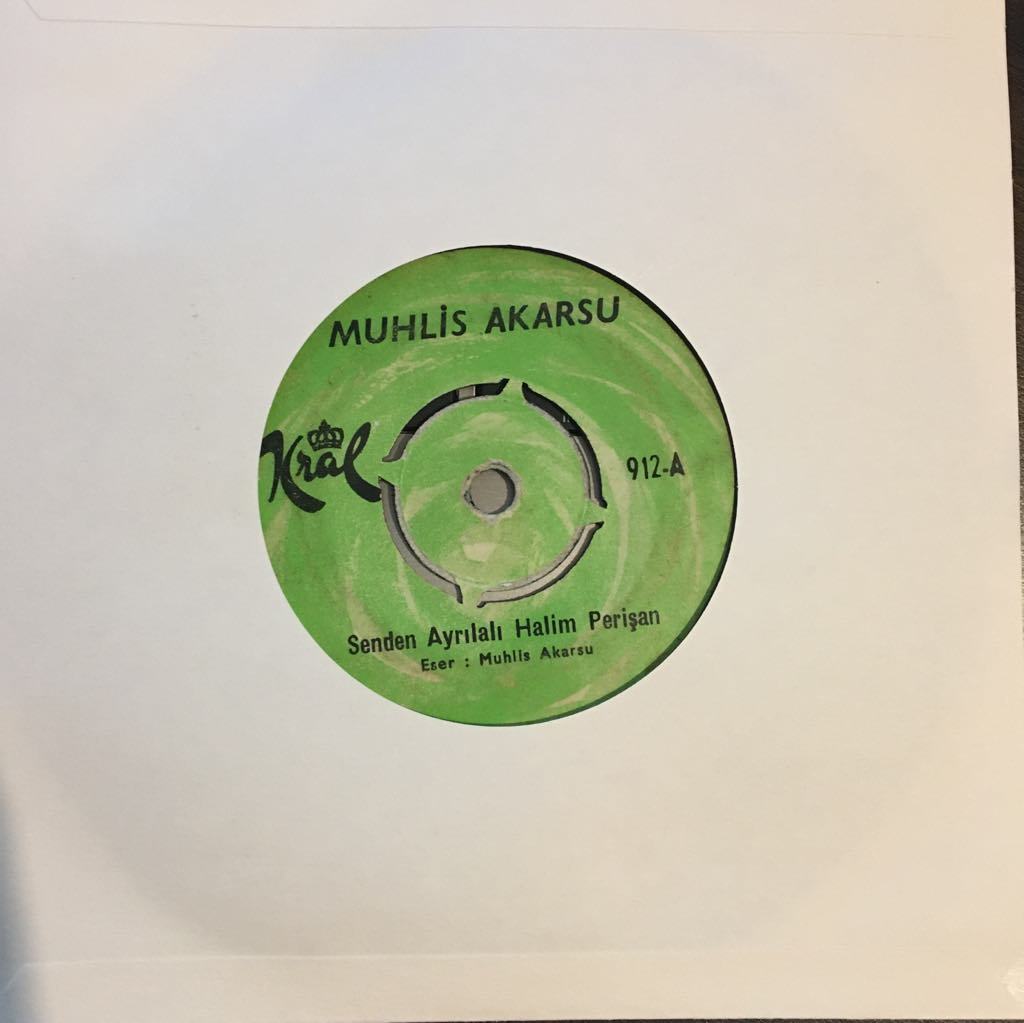 MUHLİS AKARSU
Kral
912-A
Senden Ayrılalı Halim Perişan
Eser : Muhlis Akarsu